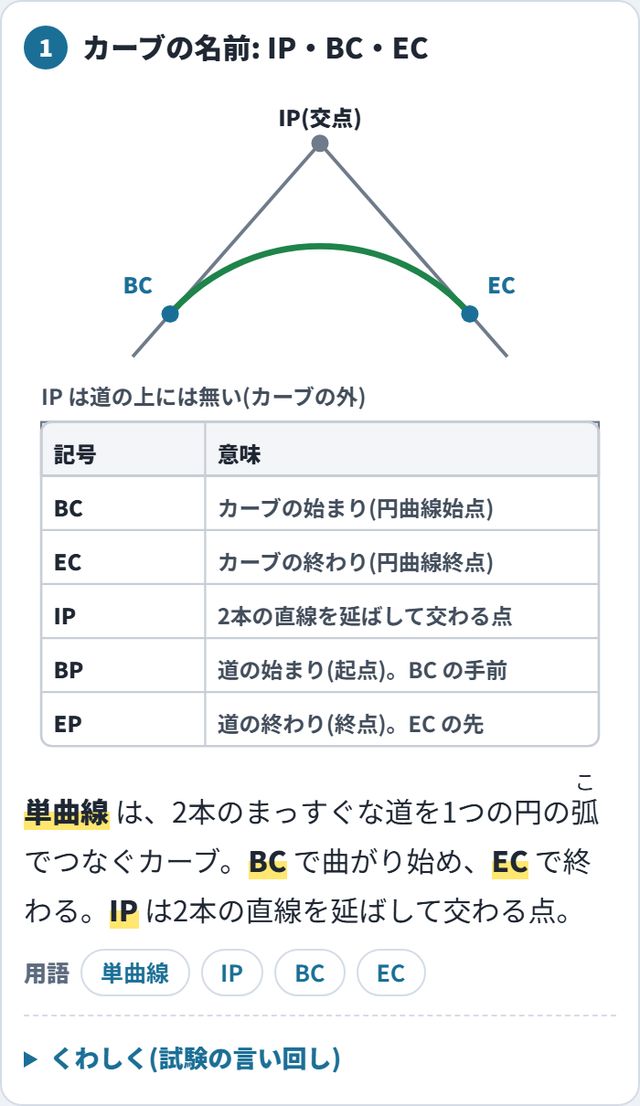 1 カーブの名前: IP・BC・EC
IP(交点)
BC
EC
IP は道の上には無い(カーブの外)
記号 意味
BC カーブの始まり(円曲線始点)
EC カーブの終わり(円曲線終点)
IP 2本の直線を延ばして交わる点
BP 道の始まり(起点)。BC の手前
EP 道の終わり(終点)。EC の先
こ
単曲線 は、2本のまっすぐな道を1つの円の弧
でつなぐカーブ。BC で曲がり始め、EC で終
わる。IP は2本の直線を延ばして交わる点。
用語 単曲線 IP BC EC
▶ くわしく(試験の言い回し)